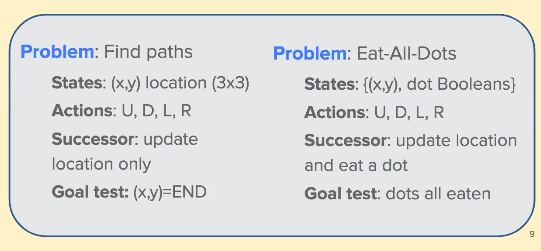 Problem: Find paths
States: (x,y) location (3x3)
Actions: U, D, L, R
Successor: update
location only
Goal test: (x,y)=END
Problem: Eat-All-Dots
States: {(x,y), dot Booleans}
Actions: U, D, L, R
Successor: update location
and eat a dot
Goal test: dots all eaten
9